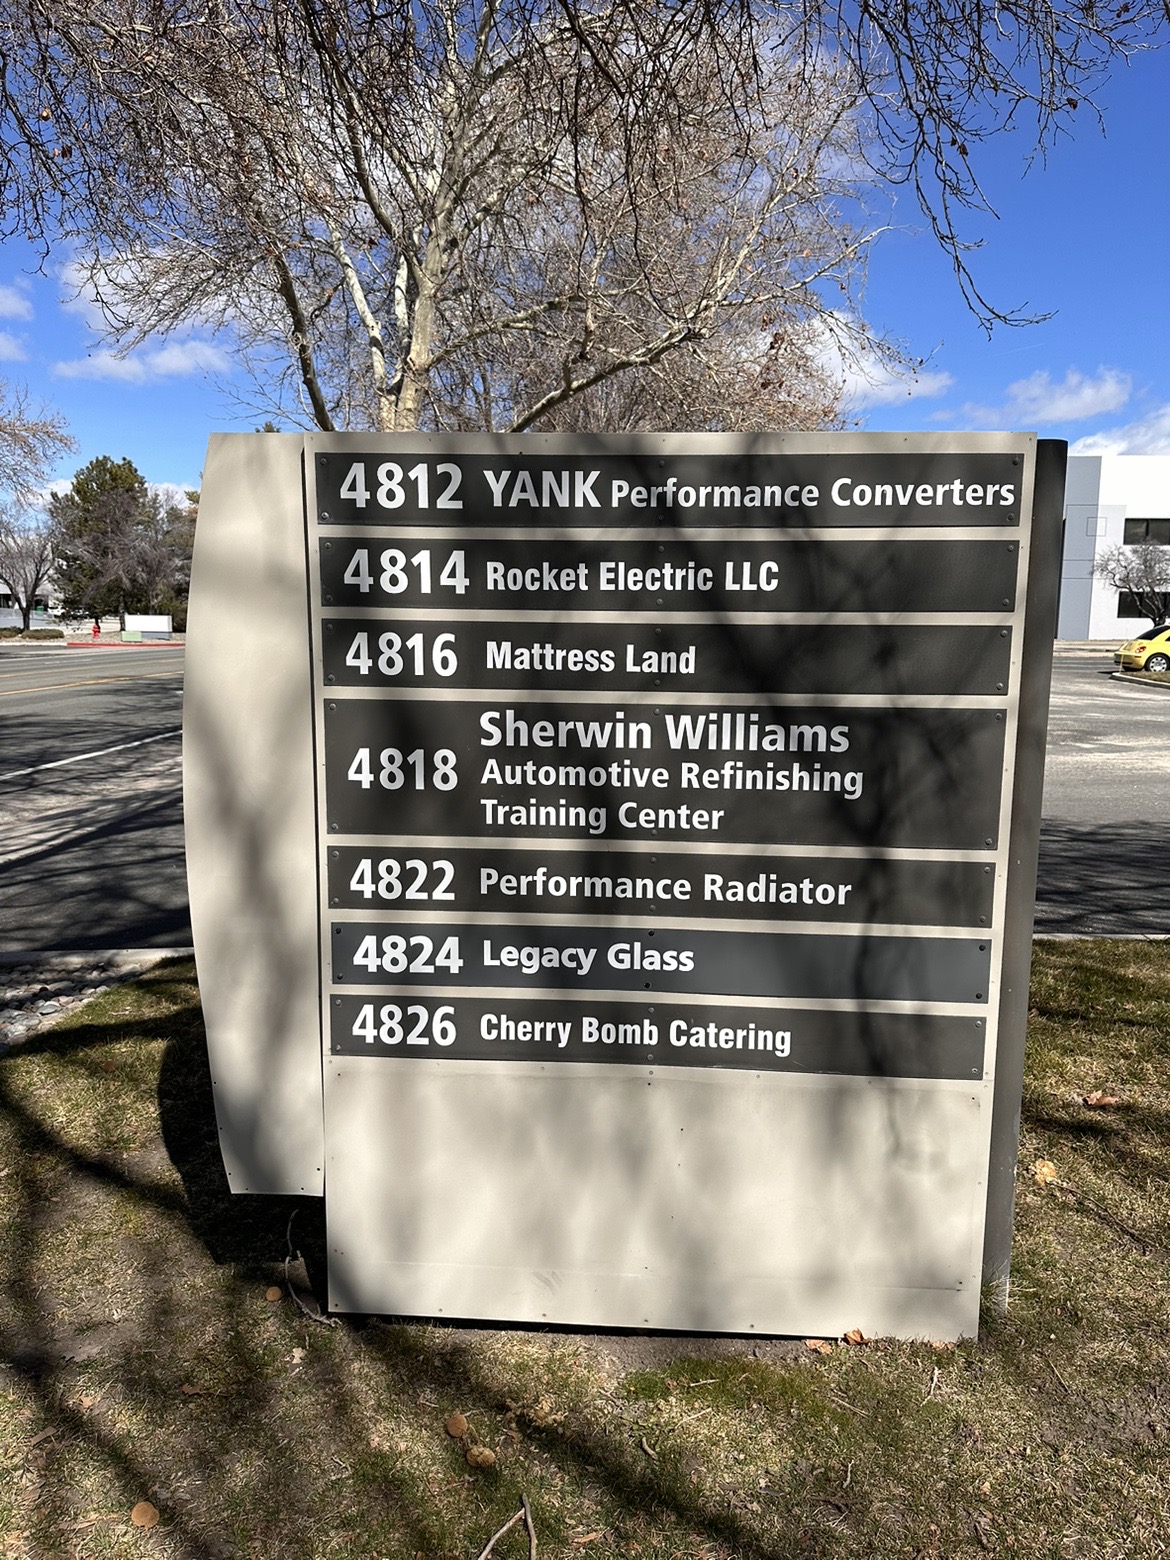 4812 YANK Performance Converters
4814 Rocket Electric LLC
4816 Mattress Land
4818 Sherwin Williams
Automotive Refinishing
Training Center
4822 Performance Radiator
4824 Legacy Glass
4826 Cherry Bomb Catering